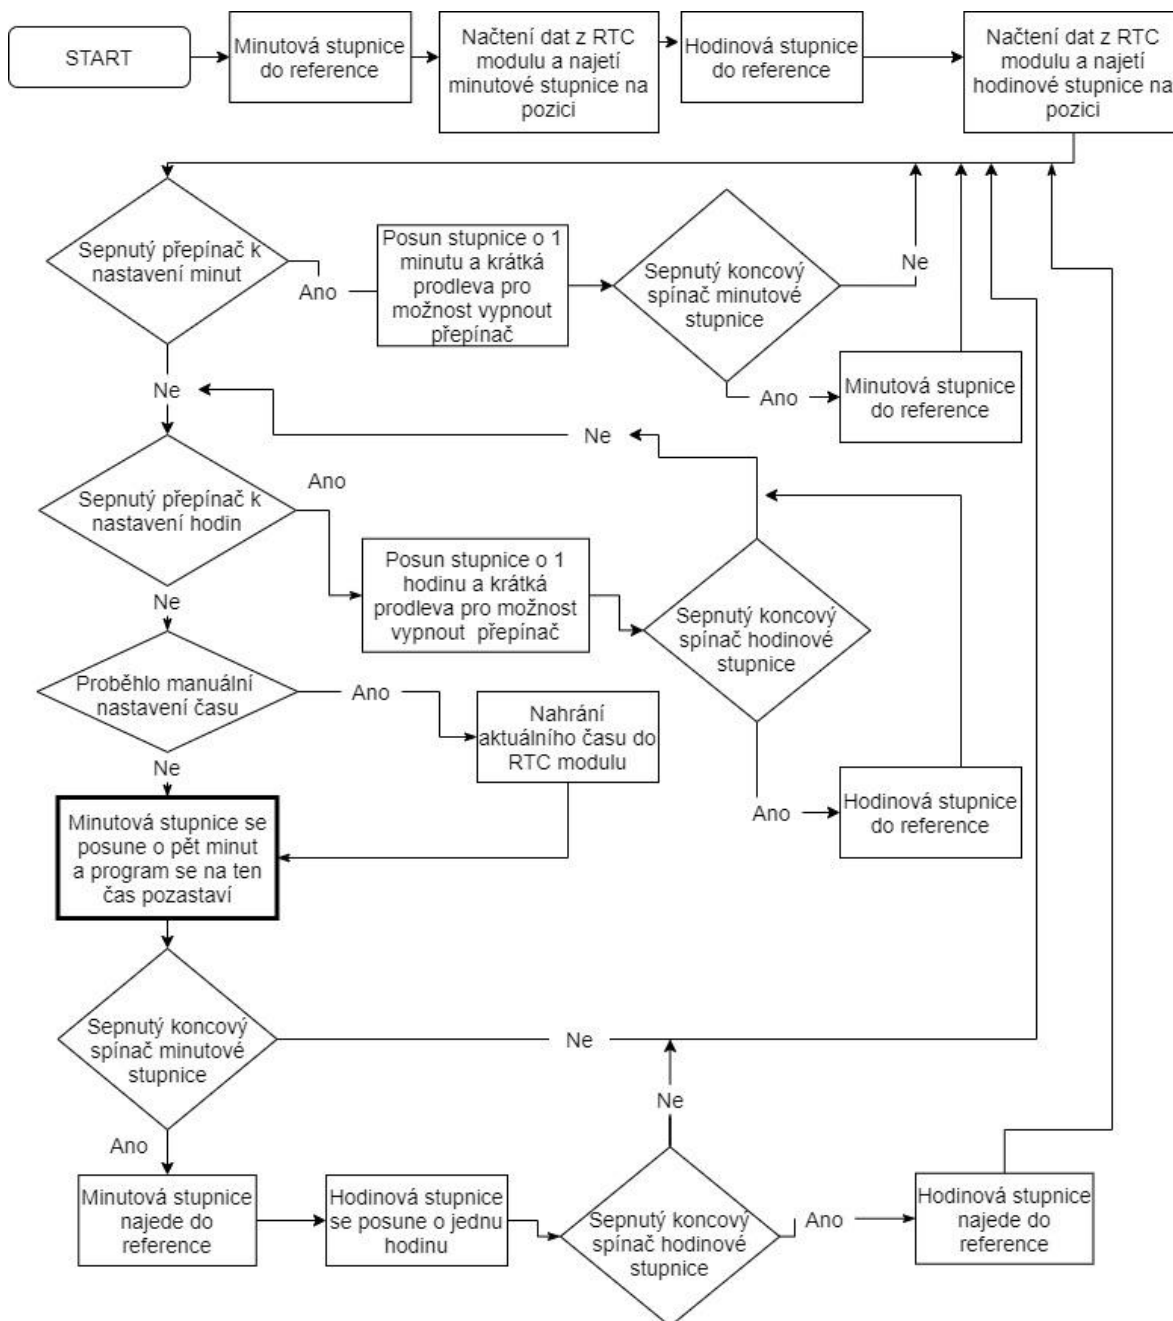 START
Minutová stupnice
do reference
Načtení dat z RTC
modulu a najetí
minutové stupnice na
pozici
Hodinová stupnice
do reference
Načtení dat z RTC
modulu a najetí
hodinové stupnice na
pozici
Sepnutý přepínač k
nastavení minut
Ano
Posun stupnice o 1
minutu a krátká
prodleva pro
možnost vypnout
přepínač
Sepnutý koncový
spínač minutové
stupnice
Ne
Ano
Minutová stupnice
do reference
Ne
Ne
Sepnutý přepínač k
nastavení hodin
Ano
Posun stupnice o 1
hodinu a krátká
prodleva pro možnost
vypnout přepínač
Sepnutý koncový
spínač hodinové
stupnice
Ne
Ano
Hodinová stupnice
do reference
Proběhlo manuální
nastavení času
Ano
Nahrání
aktuálního času do
RTC modulu
Ne
Minutová stupnice se
posune o pět minut
a program se na ten
čas pozastaví
Sepnutý koncový
spínač minutové
stupnice
Ne
Ano
Minutová stupnice
najede do
reference
Hodinová stupnice
se posune o jednu
hodinu
Sepnutý koncový
spínač hodinové
stupnice
Ne
Ano
Hodinová stupnice
najede do
reference